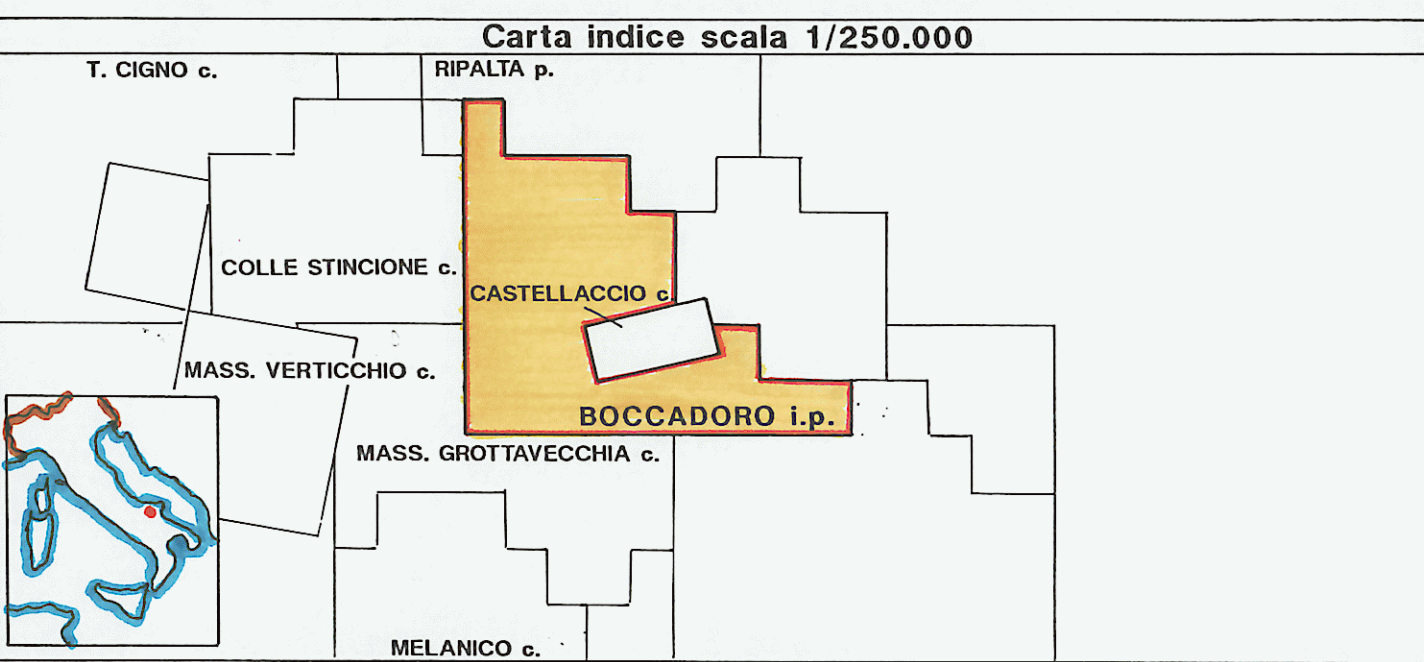 Carta indice scala 1/250.000
T. CIGNO c.
RIPALTA p.
COLLE STINCIONE c.
CASTELLACCIO c.
MASS. VERTICCHIO c.
BOCCADORO i.p.
MASS. GROTTAVECCHIA c.
MELANICO c.